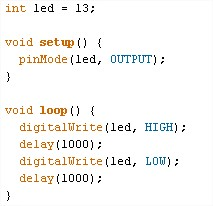 int led = 13;

void setup() {
  pinMode(led, OUTPUT);
}

void loop() {
  digitalWrite(led, HIGH);
  delay(1000);
  digitalWrite(led, LOW);
  delay(1000);
}